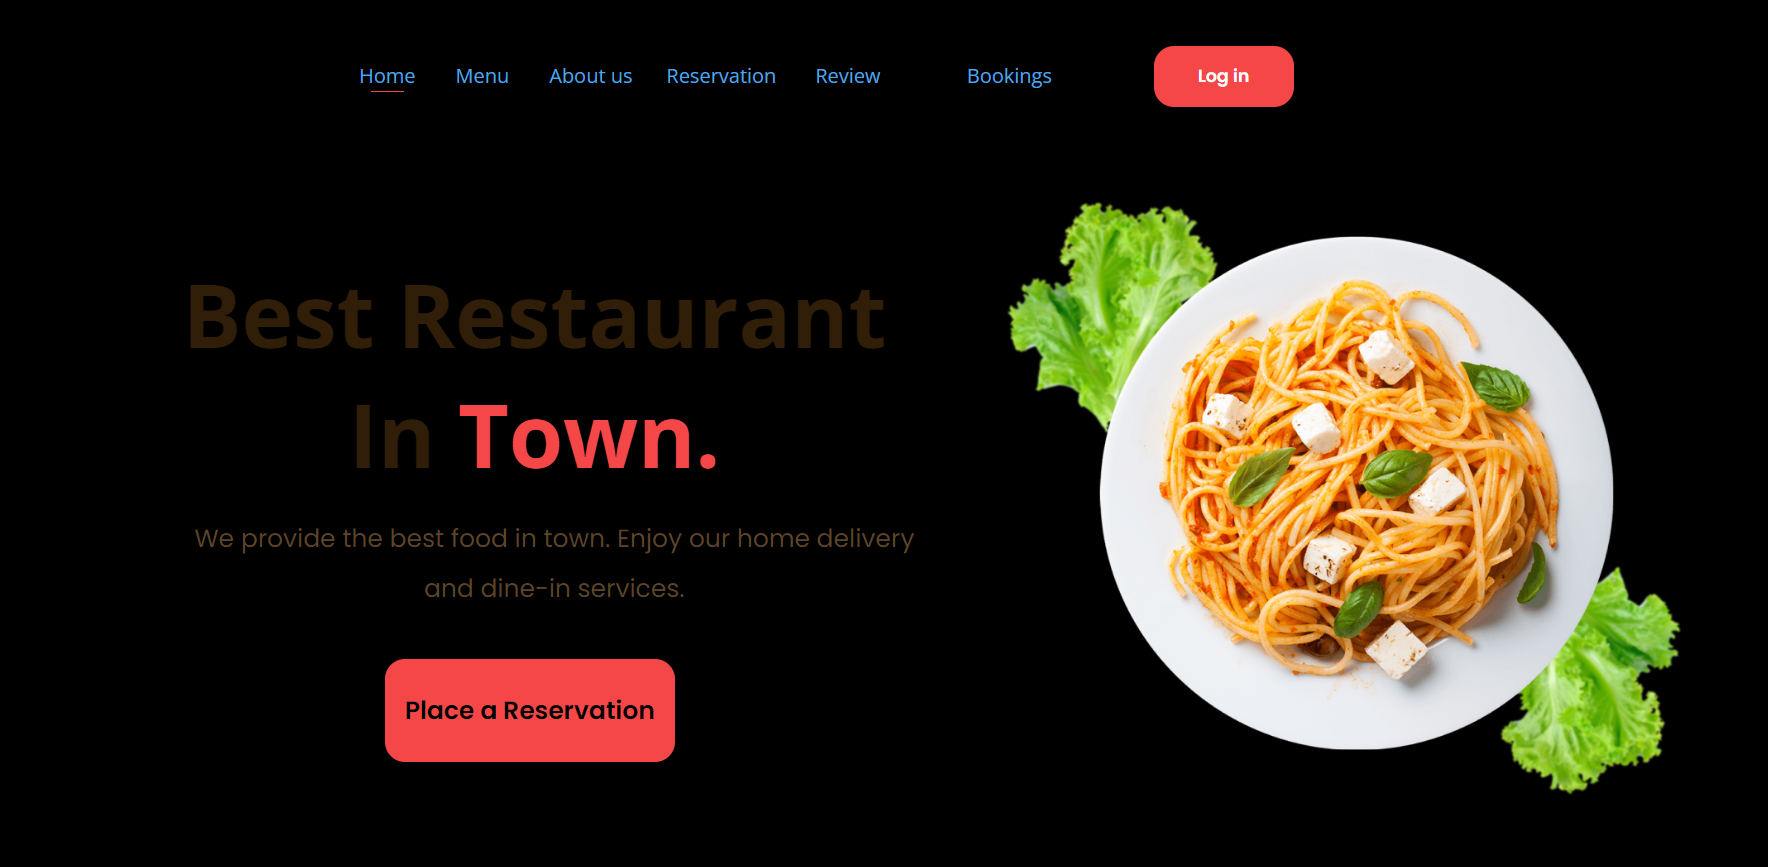 Home Menu About us Reservation Review Bookings Log in
Best Restaurant
In Town.
We provide the best food in town. Enjoy our home delivery
and dine-in services.
Place a Reservation